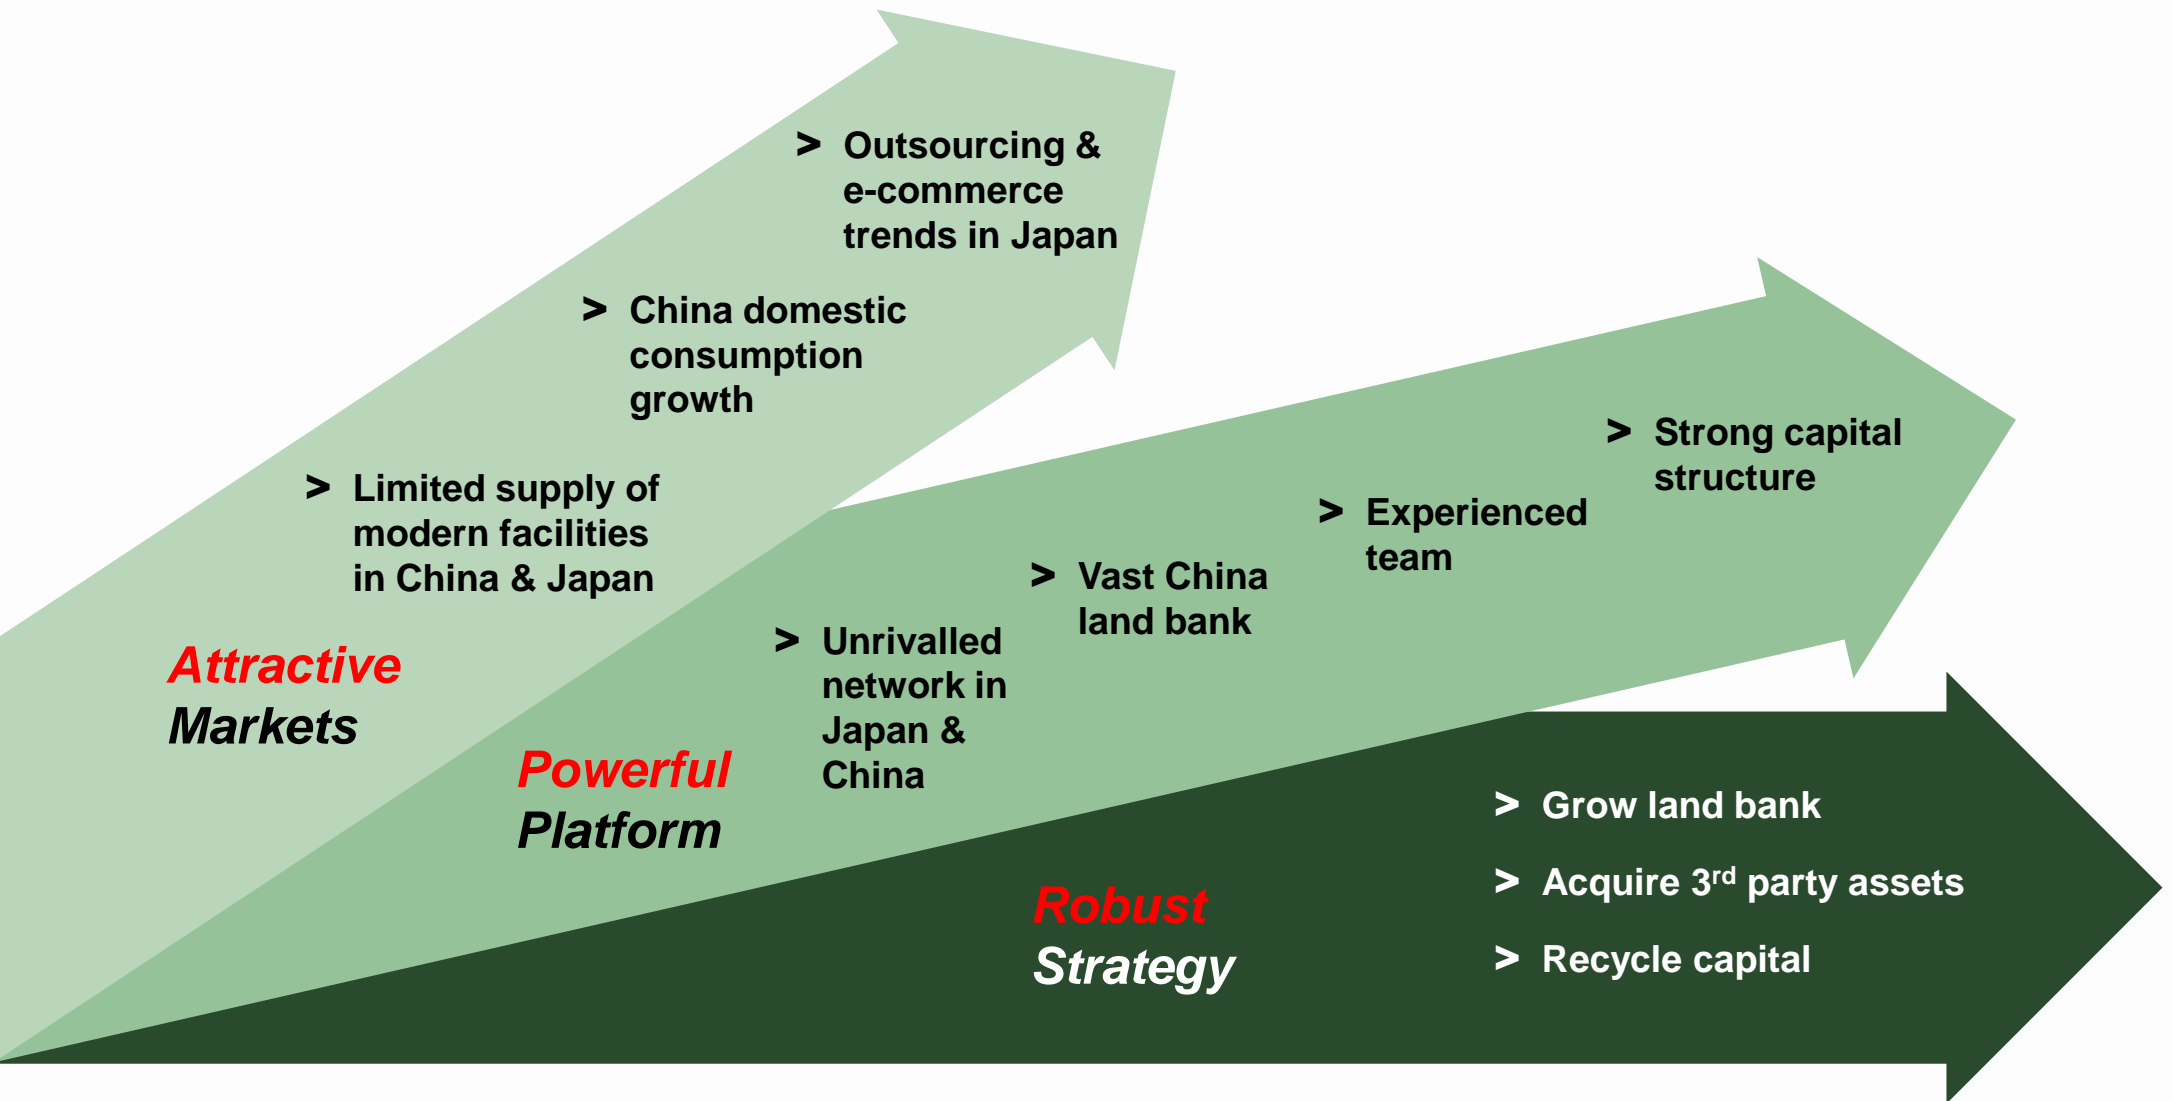 > Outsourcing &
e-commerce
trends in Japan
> China domestic
consumption
growth
> Limited supply of
modern facilities
in China & Japan
Attractive
Markets
> Strong capital
structure
> Experienced
team
> Vast China
land bank
> Unrivalled
network in
Japan &
China
Powerful
Platform
> Grow land bank
> Acquire 3rd party assets
> Recycle capital
Robust
Strategy